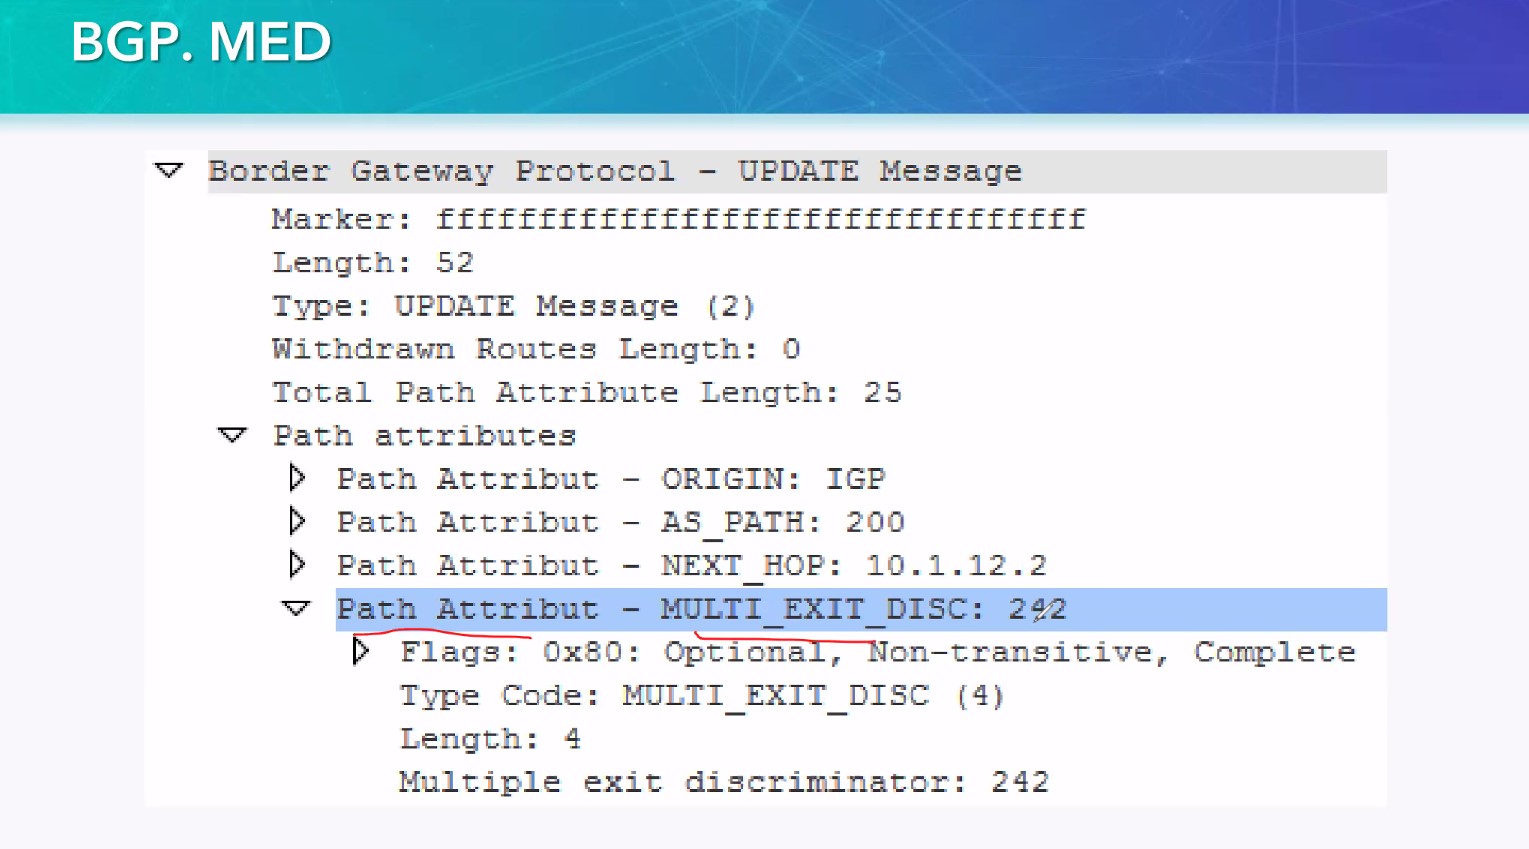 BGP. MED
Border Gateway Protocol - UPDATE Message
Marker: ffffffffffffffffffffffffffffffff
Length: 52
Type: UPDATE Message (2)
Withdrawn Routes Length: 0
Total Path Attribute Length: 25
Path attributes
Path Attribut - ORIGIN: IGP
Path Attribut - AS_PATH: 200
Path Attribut - NEXT_HOP: 10.1.12.2
Path Attribut - MULTI_EXIT_DISC: 242
Flags: 0x80: Optional, Non-transitive, Complete
Type Code: MULTI_EXIT_DISC (4)
Length: 4
Multiple exit discriminator: 242